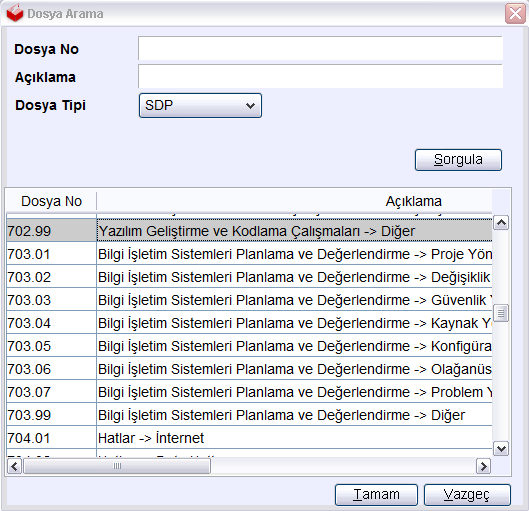 Dosya Arama
Dosya No
Açıklama
Dosya Tipi SDP
Sorgula
Dosya No Açıklama
702.99 Yazılım Geliştirme ve Kodlama Çalışmaları -> Diğer
703.01 Bilgi İşletim Sistemleri Planlama ve Değerlendirme -> Proje Yön
703.02 Bilgi İşletim Sistemleri Planlama ve Değerlendirme -> Değişiklik
703.03 Bilgi İşletim Sistemleri Planlama ve Değerlendirme -> Güvenlik
703.04 Bilgi İşletim Sistemleri Planlama ve Değerlendirme -> Kaynak Y
703.05 Bilgi İşletim Sistemleri Planlama ve Değerlendirme -> Konfigüra
703.06 Bilgi İşletim Sistemleri Planlama ve Değerlendirme -> Olağanüs
703.07 Bilgi İşletim Sistemleri Planlama ve Değerlendirme -> Problem Y
703.99 Bilgi İşletim Sistemleri Planlama ve Değerlendirme -> Diğer
704.01 Hatlar -> İnternet
Tamam Vazgeç